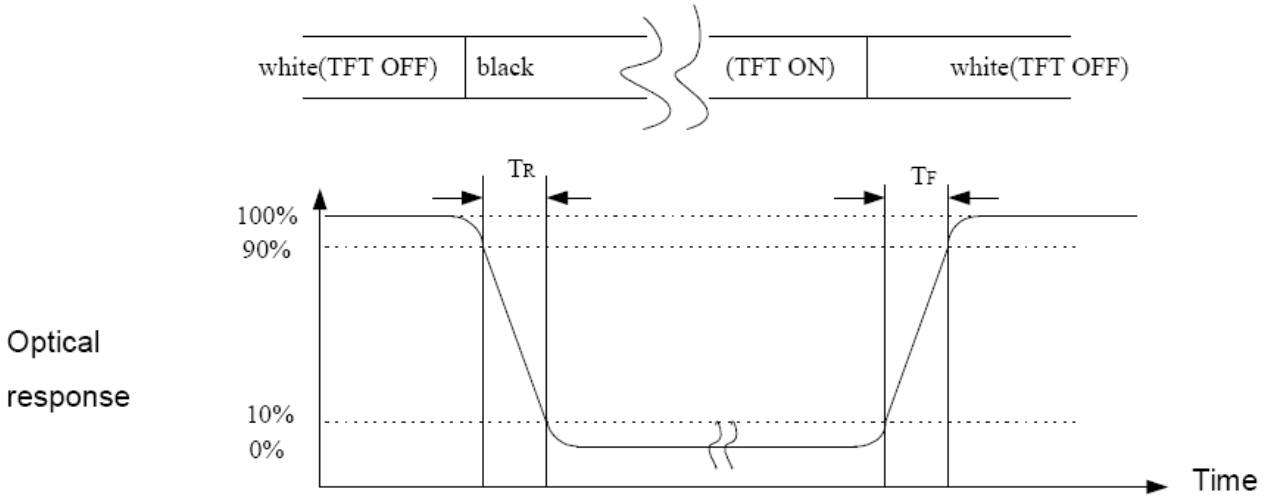 white(TFT OFF) black (TFT ON) white(TFT OFF)
TR TF
100%
90%
Optical
response
10%
0%
Time